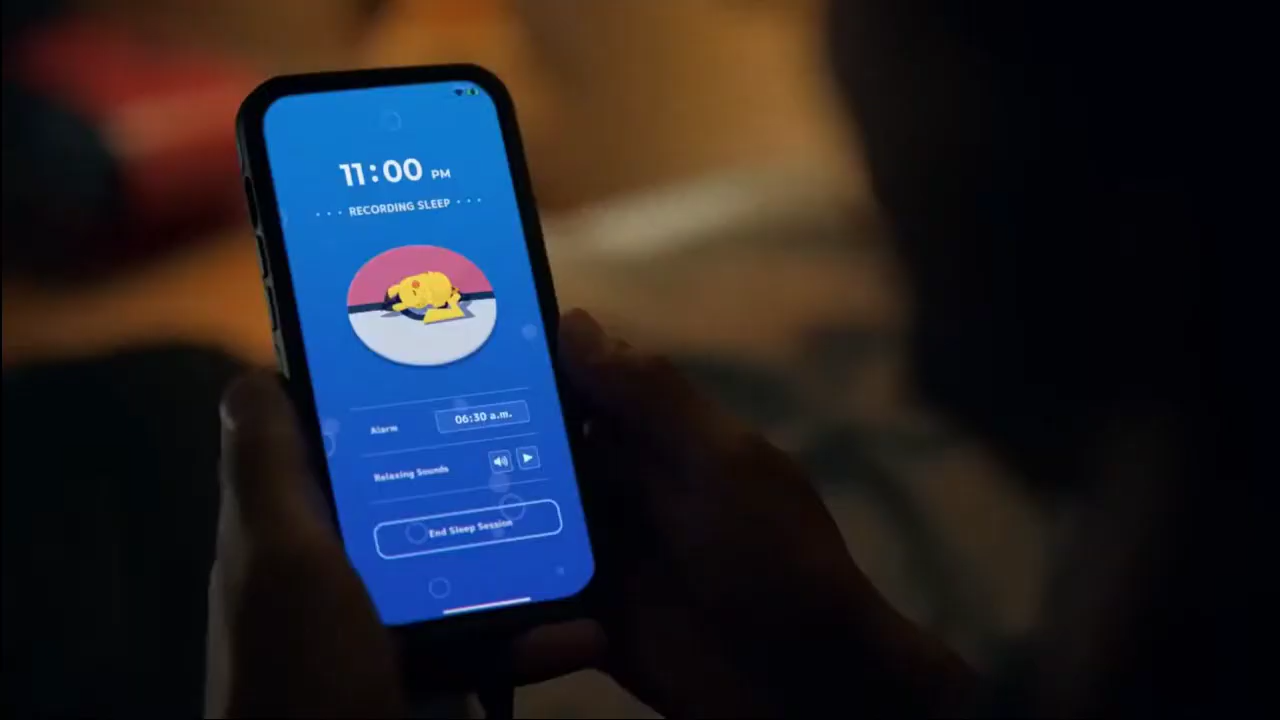 11:00 PM
· · · RECORDING SLEEP · · ·
Alarm 06:30 a.m.
Relaxing Sounds
End Sleep Session